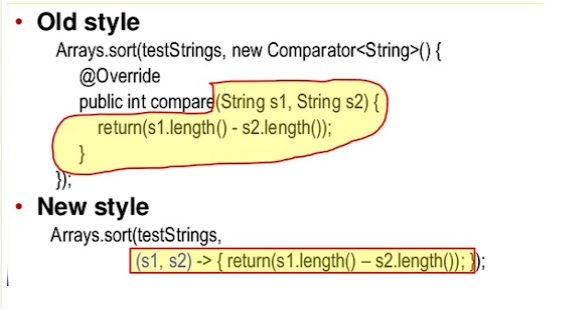 • Old style
Arrays.sort(testStrings, new Comparator<String>() {
@Override
public int compare(String s1, String s2) {
return(s1.length() - s2.length());
}
});
• New style
Arrays.sort(testStrings,
(s1, s2) -> { return(s1.length() – s2.length()); });